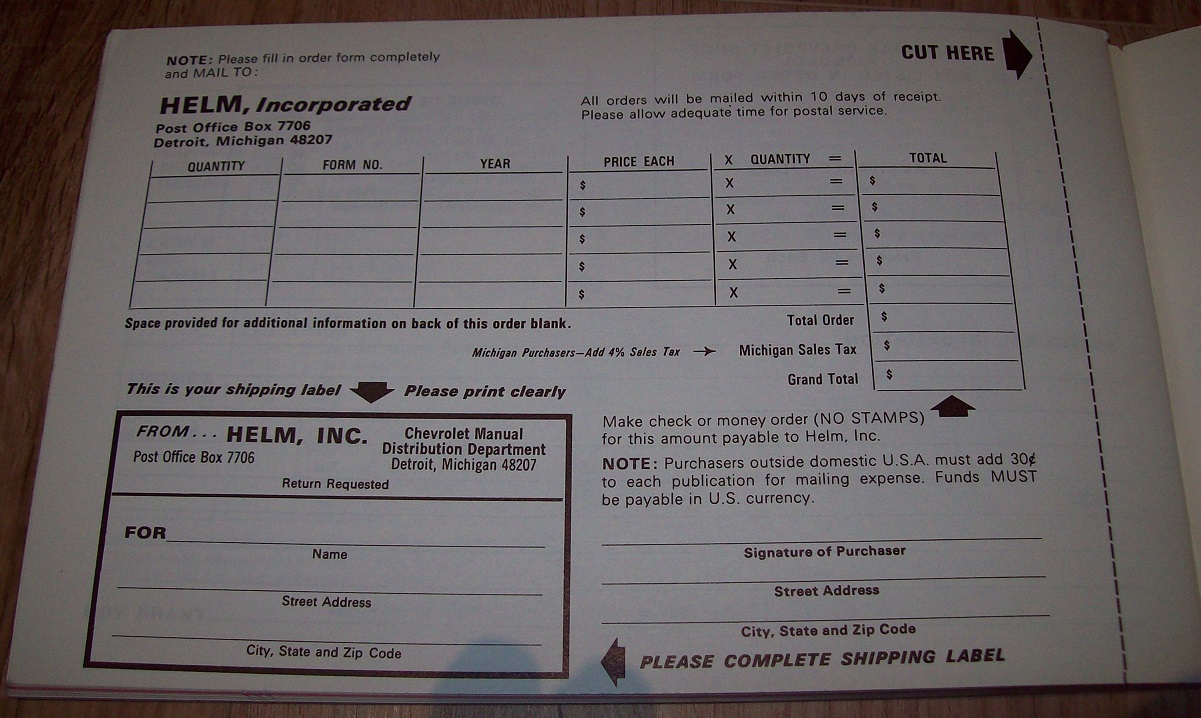 NOTE: Please fill in order form completely
and MAIL TO:
CUT HERE
HELM, Incorporated
Post Office Box 7706
Detroit, Michigan 48207
All orders will be mailed within 10 days of receipt.
Please allow adequate time for postal service.
QUANTITY FORM NO. YEAR PRICE EACH X QUANTITY = TOTAL
$ X = $
$ X = $
$ X = $
$ X = $
$ X = $
Space provided for additional information on back of this order blank.
Total Order $
Michigan Purchasers—Add 4% Sales Tax → Michigan Sales Tax $
Grand Total $
This is your shipping label Please print clearly
FROM... HELM, INC.
Post Office Box 7706
Chevrolet Manual
Distribution Department
Detroit, Michigan 48207
Return Requested
FOR
Name
Street Address
City, State and Zip Code
Make check or money order (NO STAMPS)
for this amount payable to Helm, Inc.
NOTE: Purchasers outside domestic U.S.A. must add 30¢
to each publication for mailing expense. Funds MUST
be payable in U.S. currency.
Signature of Purchaser
Street Address
City, State and Zip Code
PLEASE COMPLETE SHIPPING LABEL